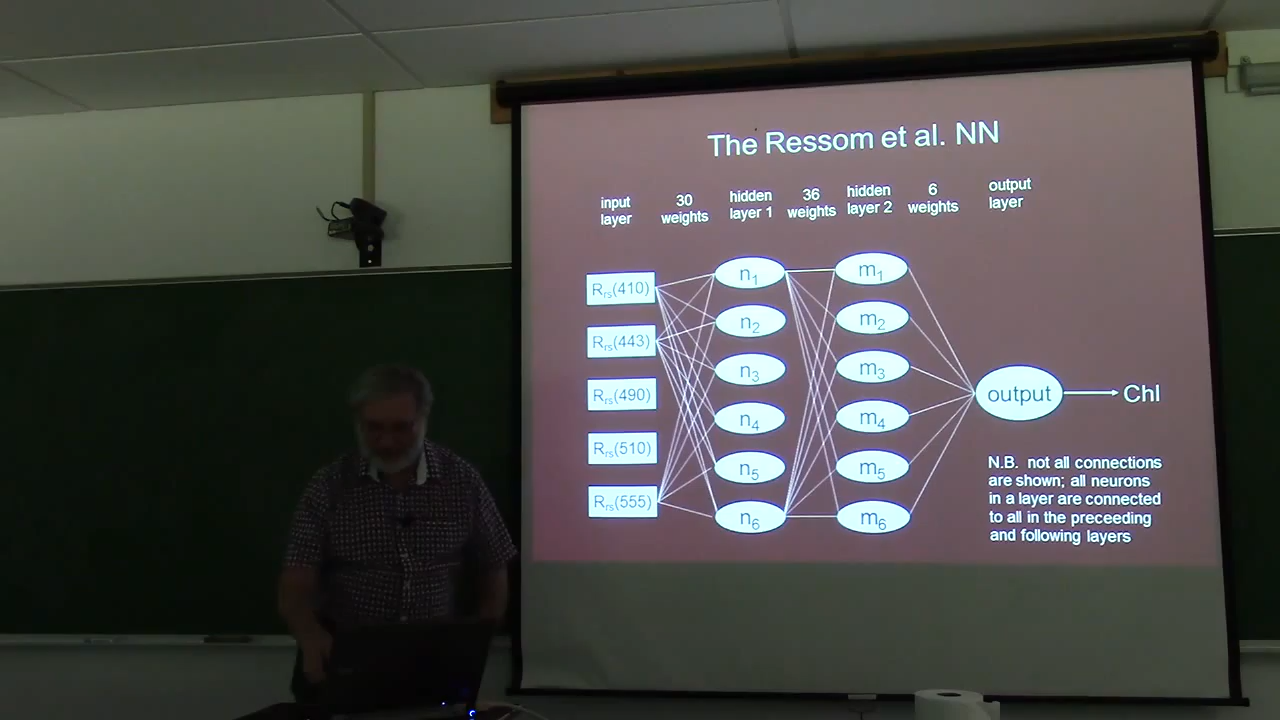 The Ressom et al. NN
input
layer
30
weights
hidden
layer 1
36
weights
hidden
layer 2
6
weights
output
layer
Rrs(410)
Rrs(443)
Rrs(490)
Rrs(510)
Rrs(555)
n1
n2
n3
n4
n5
n6
m1
m2
m3
m4
m5
m6
output
Chl
N.B. not all connections
are shown; all neurons
in a layer are connected
to all in the preceeding
and following layers